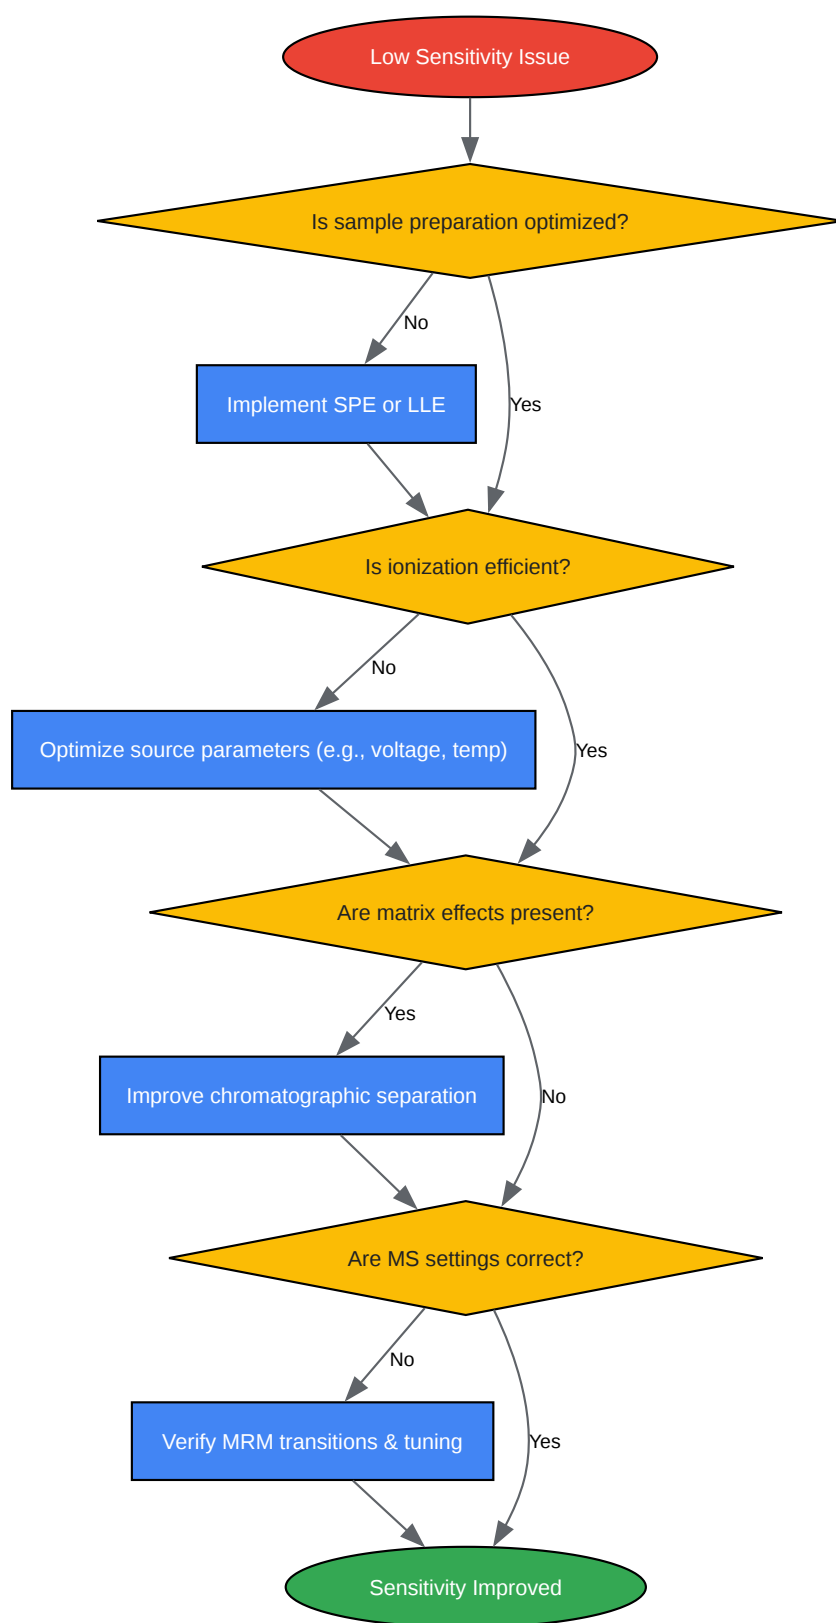 Low Sensitivity Issue
Is sample preparation optimized?
No
Implement SPE or LLE
Yes
Is ionization efficient?
No
Optimize source parameters (e.g., voltage, temp)
Yes
Are matrix effects present?
Yes
Improve chromatographic separation
No
Are MS settings correct?
No
Verify MRM transitions & tuning
Yes
Sensitivity Improved